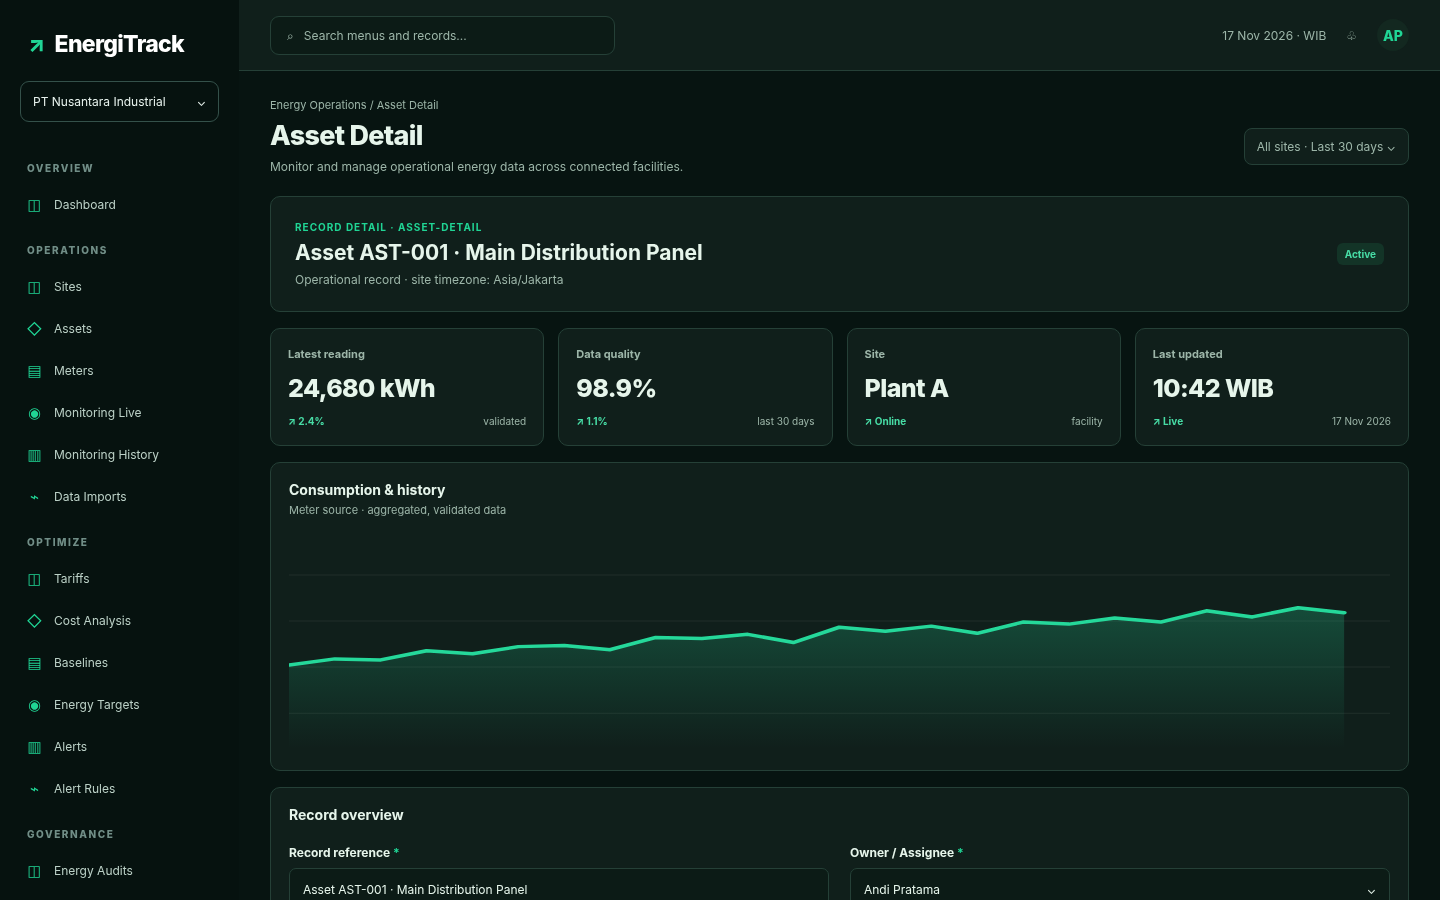 EnergiTrack
PT Nusantara Industrial
OVERVIEW
Dashboard
OPERATIONS
Sites
Assets
Meters
Monitoring Live
Monitoring History
Data Imports
OPTIMIZE
Tariffs
Cost Analysis
Baselines
Energy Targets
Alerts
Alert Rules
GOVERNANCE
Energy Audits
Search menus and records...
17 Nov 2026 · WIB
AP
Energy Operations / Asset Detail
Asset Detail
Monitor and manage operational energy data across connected facilities.
All sites · Last 30 days
RECORD DETAIL · ASSET-DETAIL
Asset AST-001 · Main Distribution Panel
Operational record · site timezone: Asia/Jakarta
Active
Latest reading
24,680 kWh
↗ 2.4% validated
Data quality
98.9%
↗ 1.1% last 30 days
Site
Plant A
↗ Online facility
Last updated
10:42 WIB
↗ Live 17 Nov 2026
Consumption & history
Meter source · aggregated, validated data
Record overview
Record reference *
Asset AST-001 · Main Distribution Panel
Owner / Assignee *
Andi Pratama